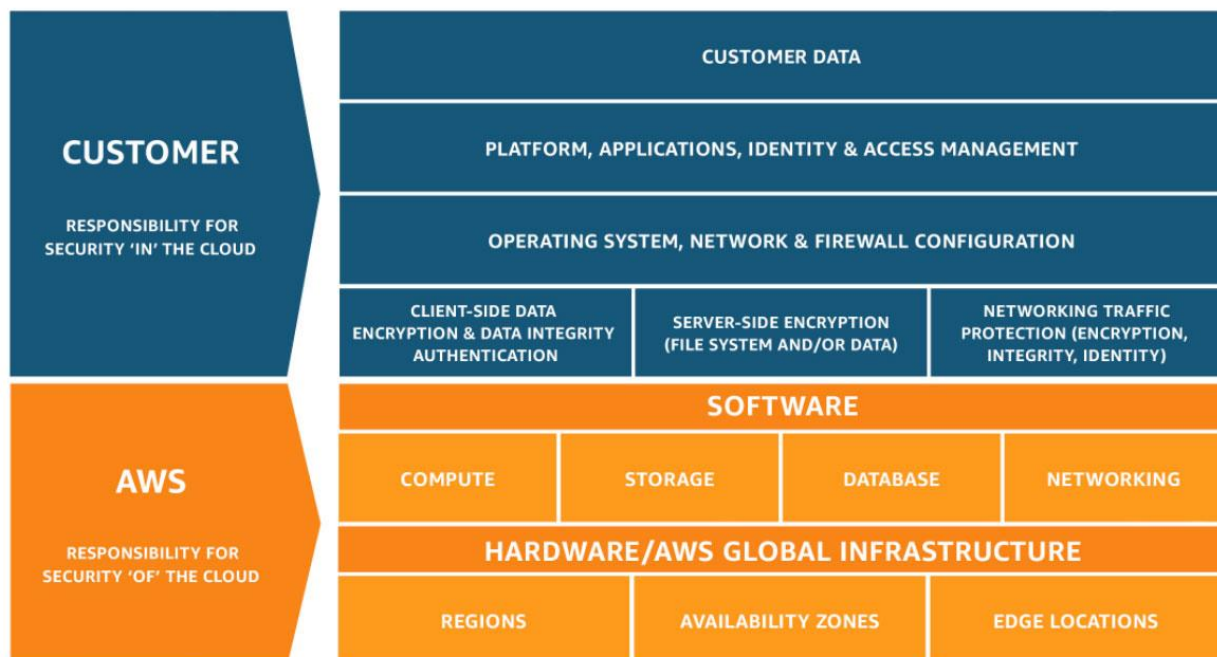 CUSTOMER
RESPONSIBILITY FOR
SECURITY ‘IN’ THE CLOUD
CUSTOMER DATA
PLATFORM, APPLICATIONS, IDENTITY & ACCESS MANAGEMENT
OPERATING SYSTEM, NETWORK & FIREWALL CONFIGURATION
CLIENT-SIDE DATA
ENCRYPTION & DATA INTEGRITY
AUTHENTICATION
SERVER-SIDE ENCRYPTION
(FILE SYSTEM AND/OR DATA)
NETWORKING TRAFFIC
PROTECTION (ENCRYPTION,
INTEGRITY, IDENTITY)
AWS
RESPONSIBILITY FOR
SECURITY ‘OF’ THE CLOUD
SOFTWARE
COMPUTE
STORAGE
DATABASE
NETWORKING
HARDWARE/AWS GLOBAL INFRASTRUCTURE
REGIONS
AVAILABILITY ZONES
EDGE LOCATIONS